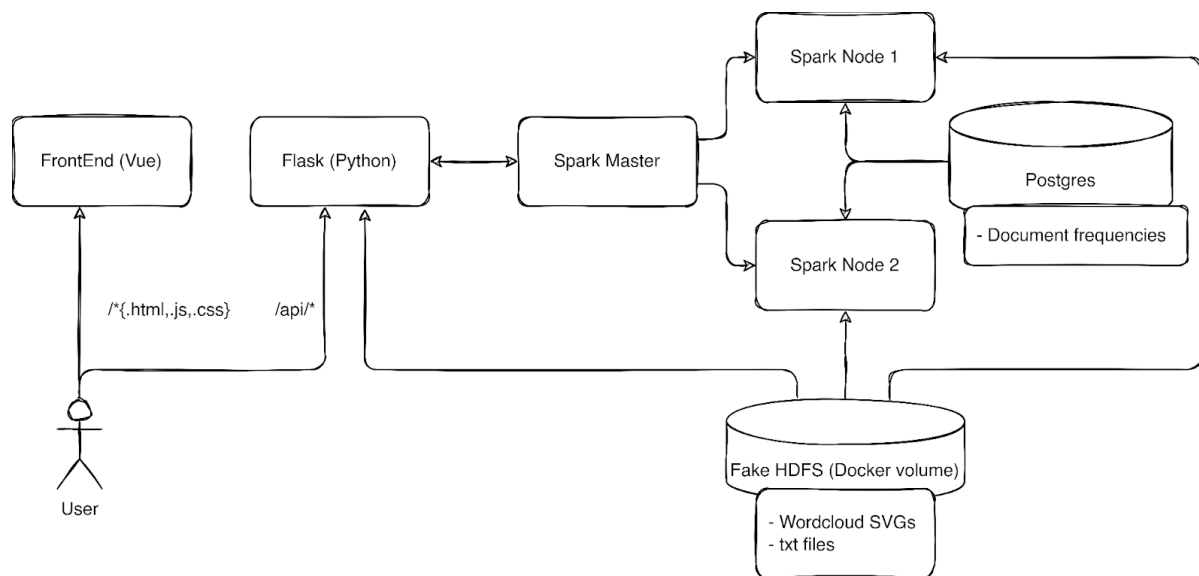 Spark Node 1
FrontEnd (Vue)
Flask (Python)
Spark Master
Postgres
- Document frequencies
Spark Node 2
/*{.html,.js,.css}
/api/*
User
Fake HDFS (Docker volume)
- Wordcloud SVGs
- txt files